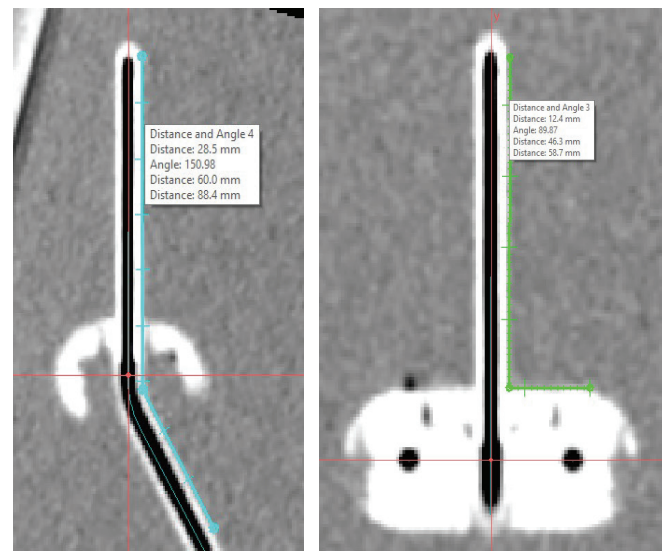 Distance and Angle 4
Distance: 28.5 mm
Angle: 150.98
Distance: 60.0 mm
Distance: 88.4 mm
Distance and Angle 3
Distance: 12.4 mm
Angle: 89.87
Distance: 46.3 mm
Distance: 58.7 mm